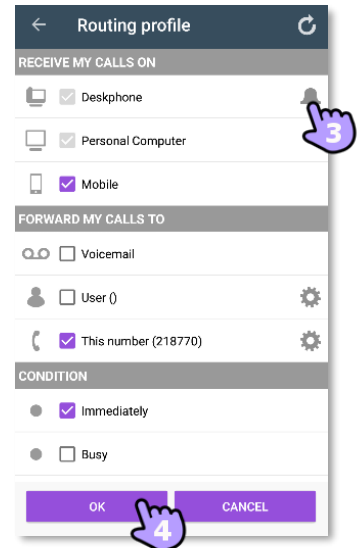 Routing profile
RECEIVE MY CALLS ON
Deskphone
3
Personal Computer
Mobile
FORWARD MY CALLS TO
Voicemail
User ()
This number (218770)
CONDITION
Immediately
Busy
OK
CANCEL
4